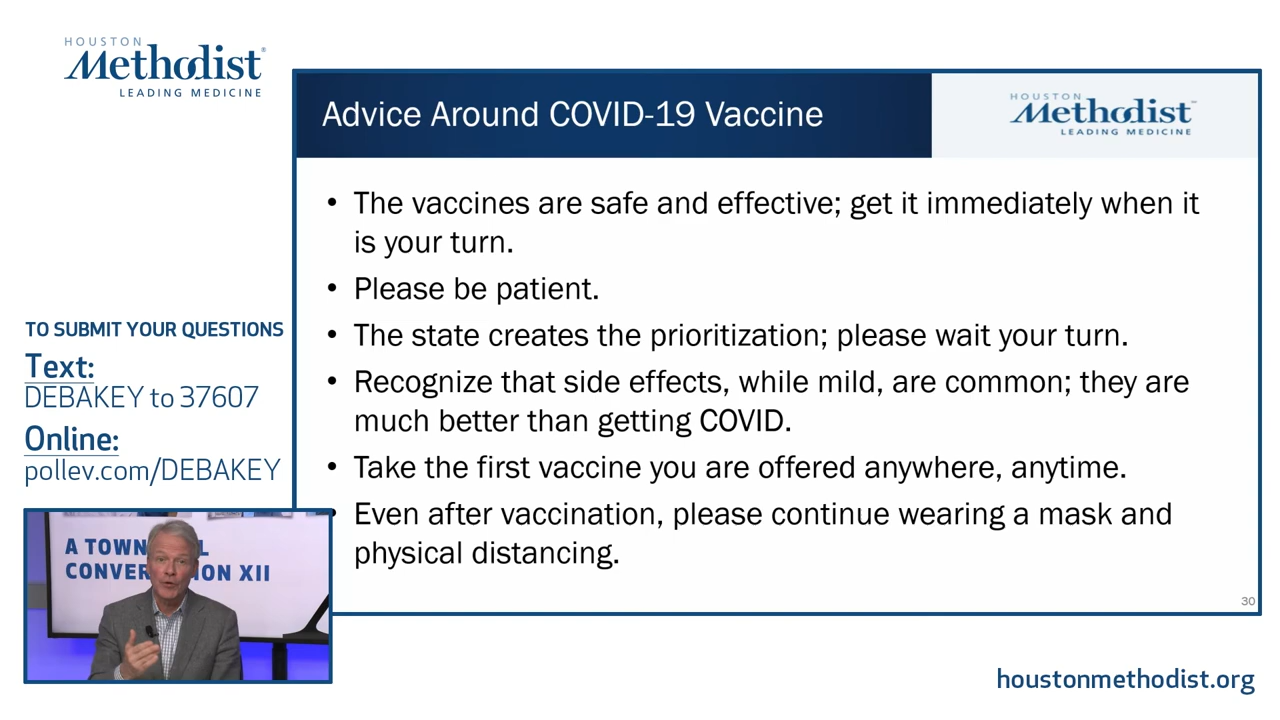 HOUSTON
Methodist
LEADING MEDICINE
Advice Around COVID-19 Vaccine
HOUSTON
Methodist
LEADING MEDICINE
• The vaccines are safe and effective; get it immediately when it
is your turn.
• Please be patient.
• The state creates the prioritization; please wait your turn.
• Recognize that side effects, while mild, are common; they are
much better than getting COVID.
• Take the first vaccine you are offered anywhere, anytime.
• Even after vaccination, please continue wearing a mask and
physical distancing.
30
TO SUBMIT YOUR QUESTIONS
Text:
DEBAKEY to 37607
Online:
pollev.com/DEBAKEY
A TOWN L
CONVER ION XII
houstonmethodist.org